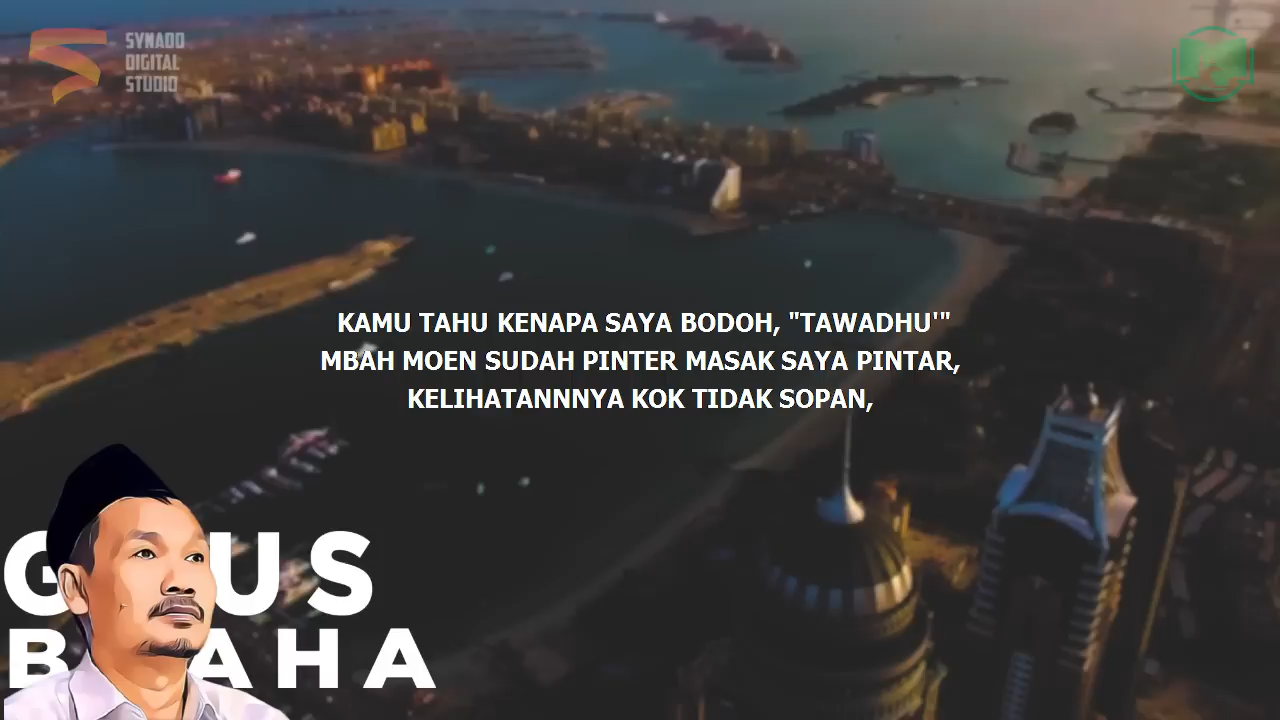 SYNADO
DIGITAL
STUDIO
KAMU TAHU KENAPA SAYA BODOH, "TAWADHU'"
MBAH MOEN SUDAH PINTER MASAK SAYA PINTAR,
KELIHATANNNYA KOK TIDAK SOPAN,
GUS
BAHA